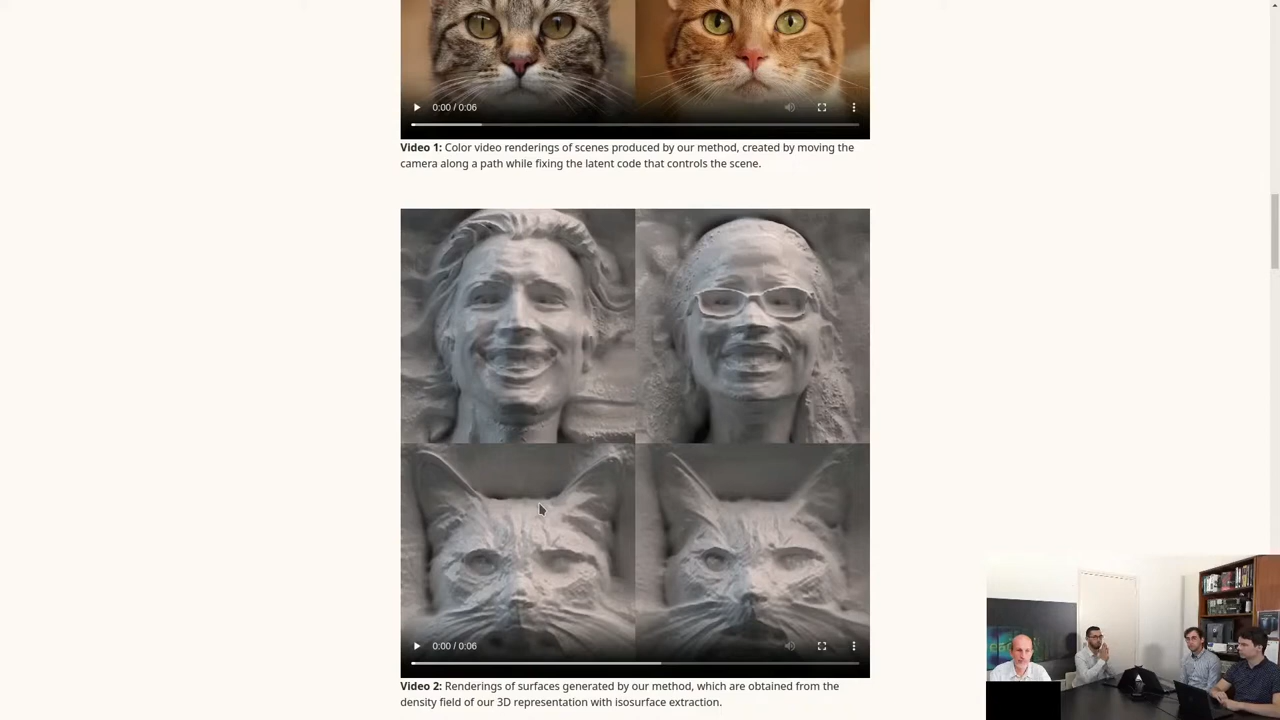 0:00 / 0:06
Video 1: Color video renderings of scenes produced by our method, created by moving the
camera along a path while fixing the latent code that controls the scene.
0:00 / 0:06
Video 2: Renderings of surfaces generated by our method, which are obtained from the
density field of our 3D representation with isosurface extraction.